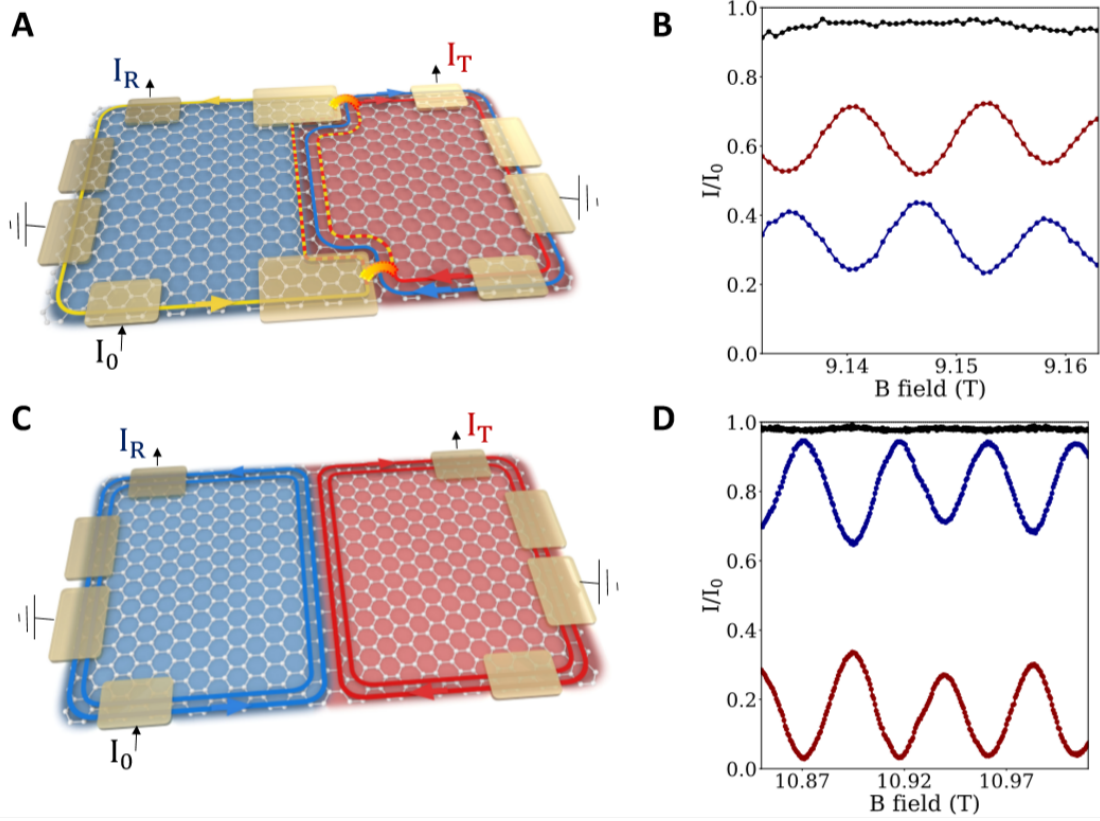 A
I_R
I_T
I_0
B
1.0
0.8
0.6
0.4
0.2
0.0
I/I_0
9.14 9.15 9.16
B field (T)
C
I_R
I_T
I_0
D
1.0
0.8
0.6
0.4
0.2
0.0
I/I_0
10.87 10.92 10.97
B field (T)